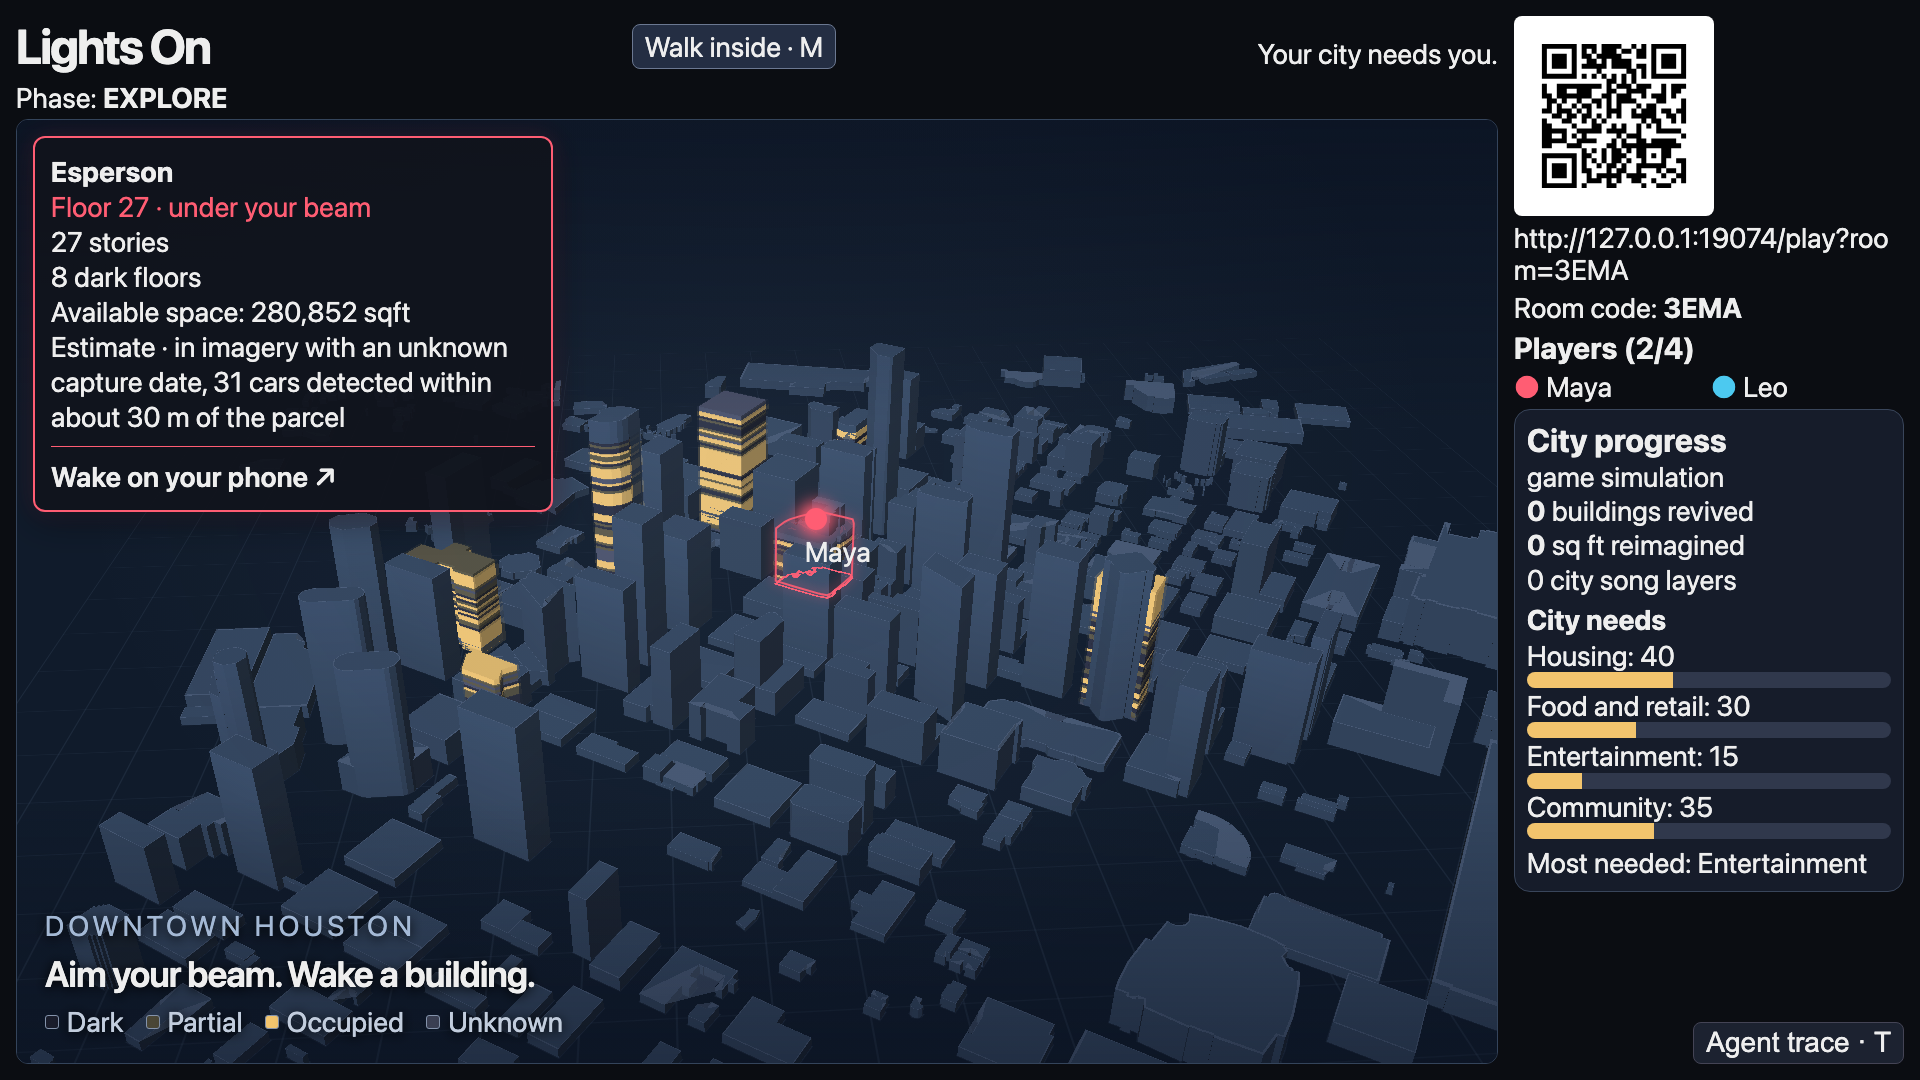 Lights On
Phase: EXPLORE
Walk inside · M
Your city needs you.
Esperson
Floor 27 · under your beam
27 stories
8 dark floors
Available space: 280,852 sqft
Estimate · in imagery with an unknown
capture date, 31 cars detected within
about 30 m of the parcel
Wake on your phone ↗
Maya
DOWNTOWN HOUSTON
Aim your beam. Wake a building.
Dark Partial Occupied Unknown
http://127.0.0.1:19074/play?roo
m=3EMA
Room code: 3EMA
Players (2/4)
Maya Leo
City progress
game simulation
0 buildings revived
0 sq ft reimagined
0 city song layers
City needs
Housing: 40
Food and retail: 30
Entertainment: 15
Community: 35
Most needed: Entertainment
Agent trace · T